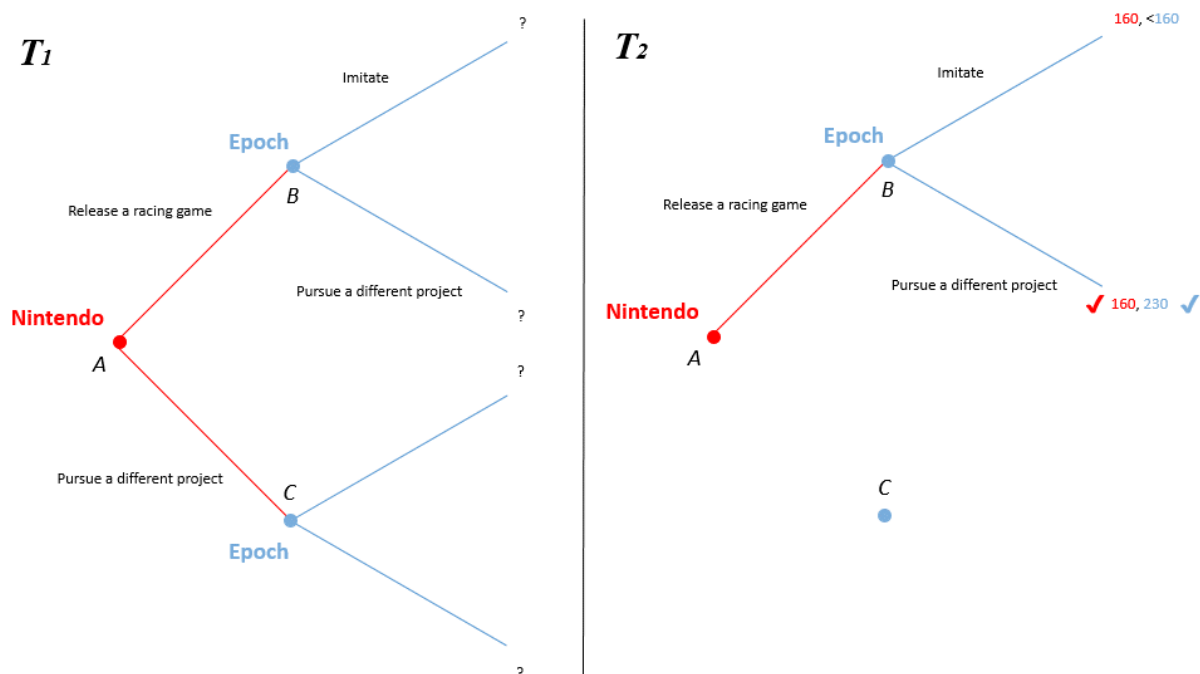 T1
?
Imitate
Epoch
B
Release a racing game
Pursue a different project
?
Nintendo
A
?
Pursue a different project
C
Epoch
?
T2
160, <160
Imitate
Epoch
B
Release a racing game
Pursue a different project
160, 230
Nintendo
A
C